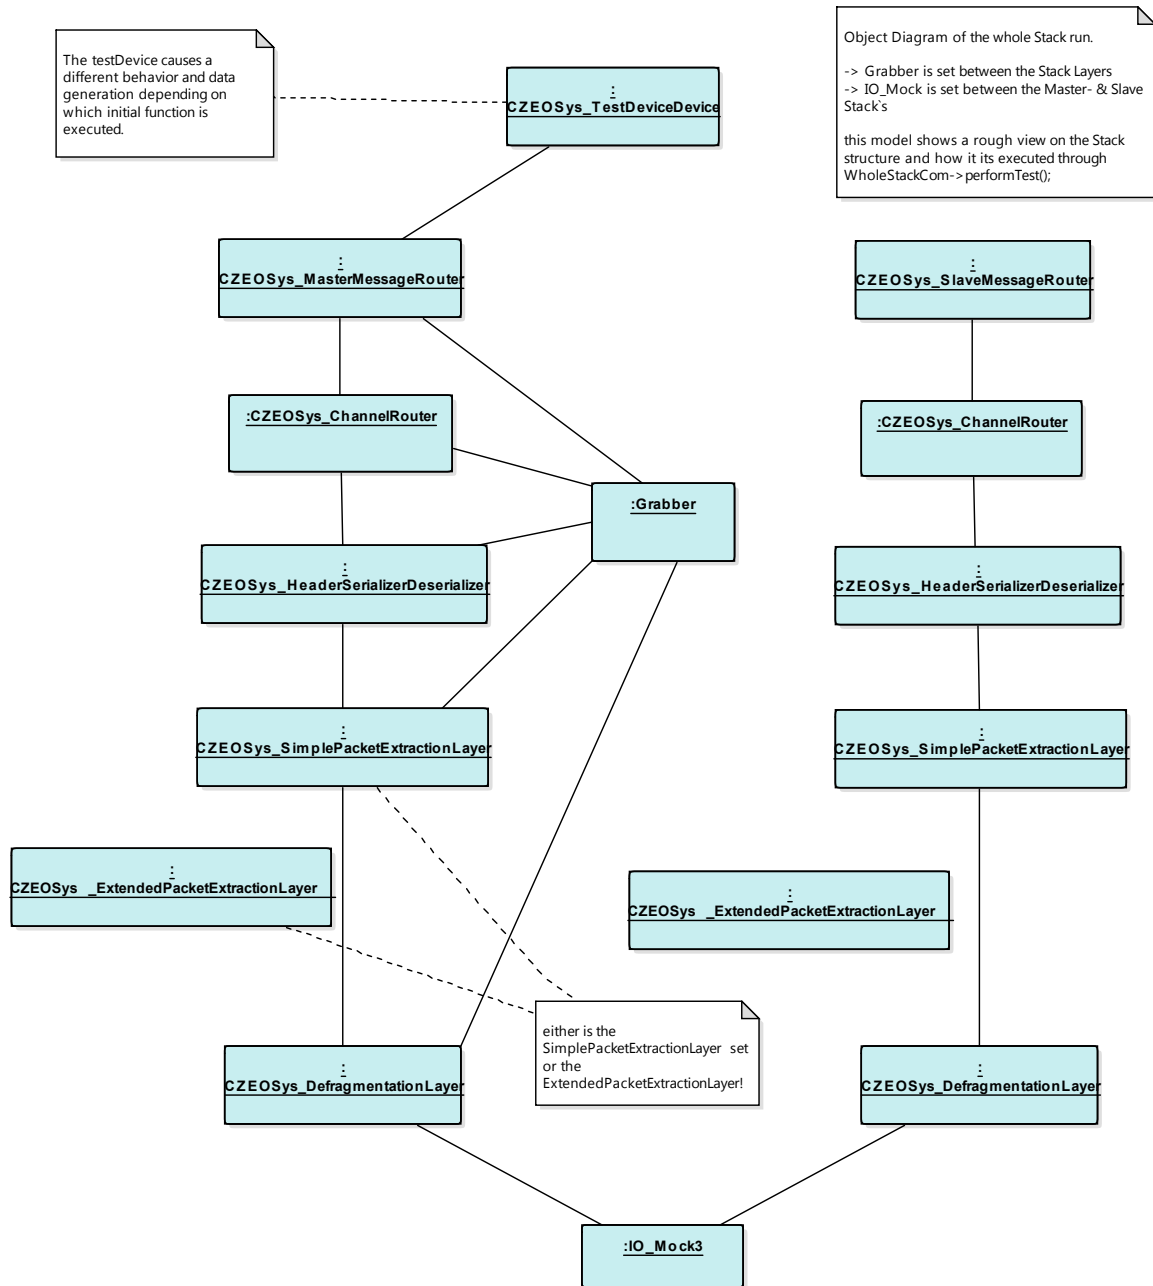 The testDevice causes a
different behavior and data
generation depending on
which initial function is
executed.
:
CZEOSys_TestDeviceDevice
Object Diagram of the whole Stack run.
-> Grabber is set between the Stack Layers
-> IO_Mock is set between the Master- & Slave
Stack`s
this model shows a rough view on the Stack
structure and how it its executed through
WholeStackCom->performTest();
:
CZEOSys_MasterMessageRouter
:
CZEOSys_SlaveMessageRouter
:CZEOSys_ChannelRouter
:CZEOSys_ChannelRouter
:Grabber
:
CZEOSys_HeaderSerializerDeserializer
:
CZEOSys_HeaderSerializerDeserializer
:
CZEOSys_SimplePacketExtractionLayer
:
CZEOSys_SimplePacketExtractionLayer
:
CZEOSys _ExtendedPacketExtractionLayer
:
CZEOSys _ExtendedPacketExtractionLayer
either is the
SimplePacketExtractionLayer set
or the
ExtendedPacketExtractionLayer!
:
CZEOSys_DefragmentationLayer
:
CZEOSys_DefragmentationLayer
:IO_Mock3